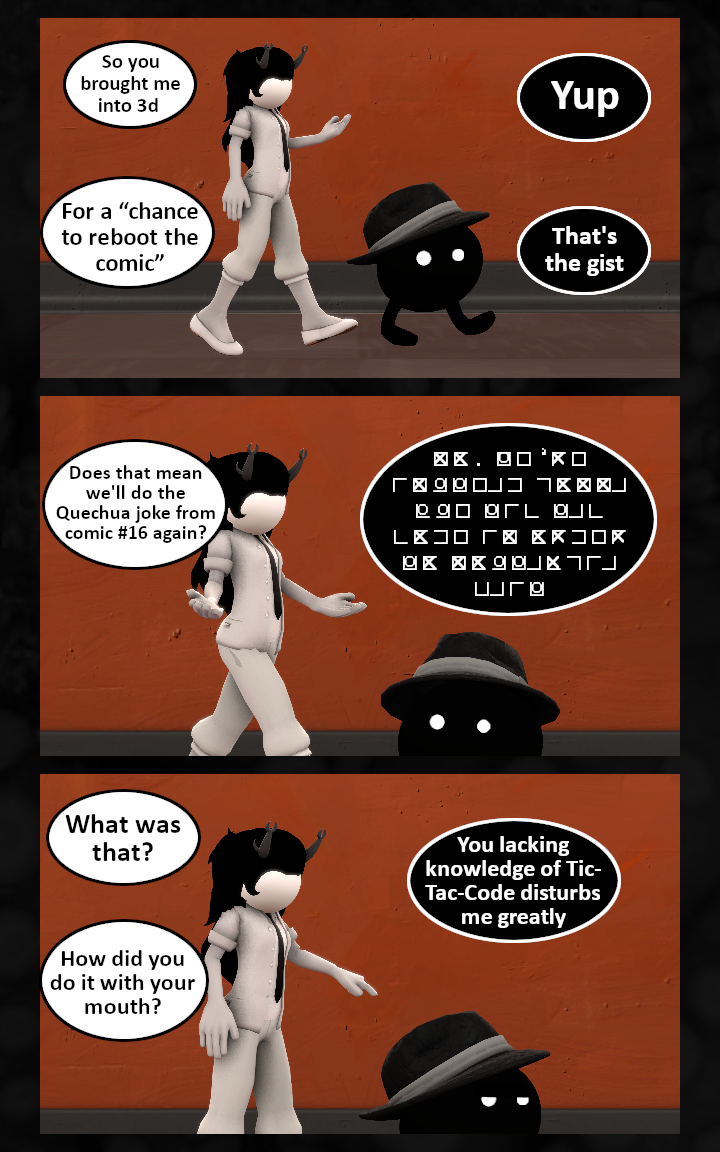 So you
brought me
into 3d
Yup
For a “chance
to reboot the
comic”
That's
the gist
Does that mean
we'll do the
Quechua joke from
comic #16 again?
What was
that?
You lacking
knowledge of Tic-
Tac-Code disturbs
me greatly
How did you
do it with your
mouth?